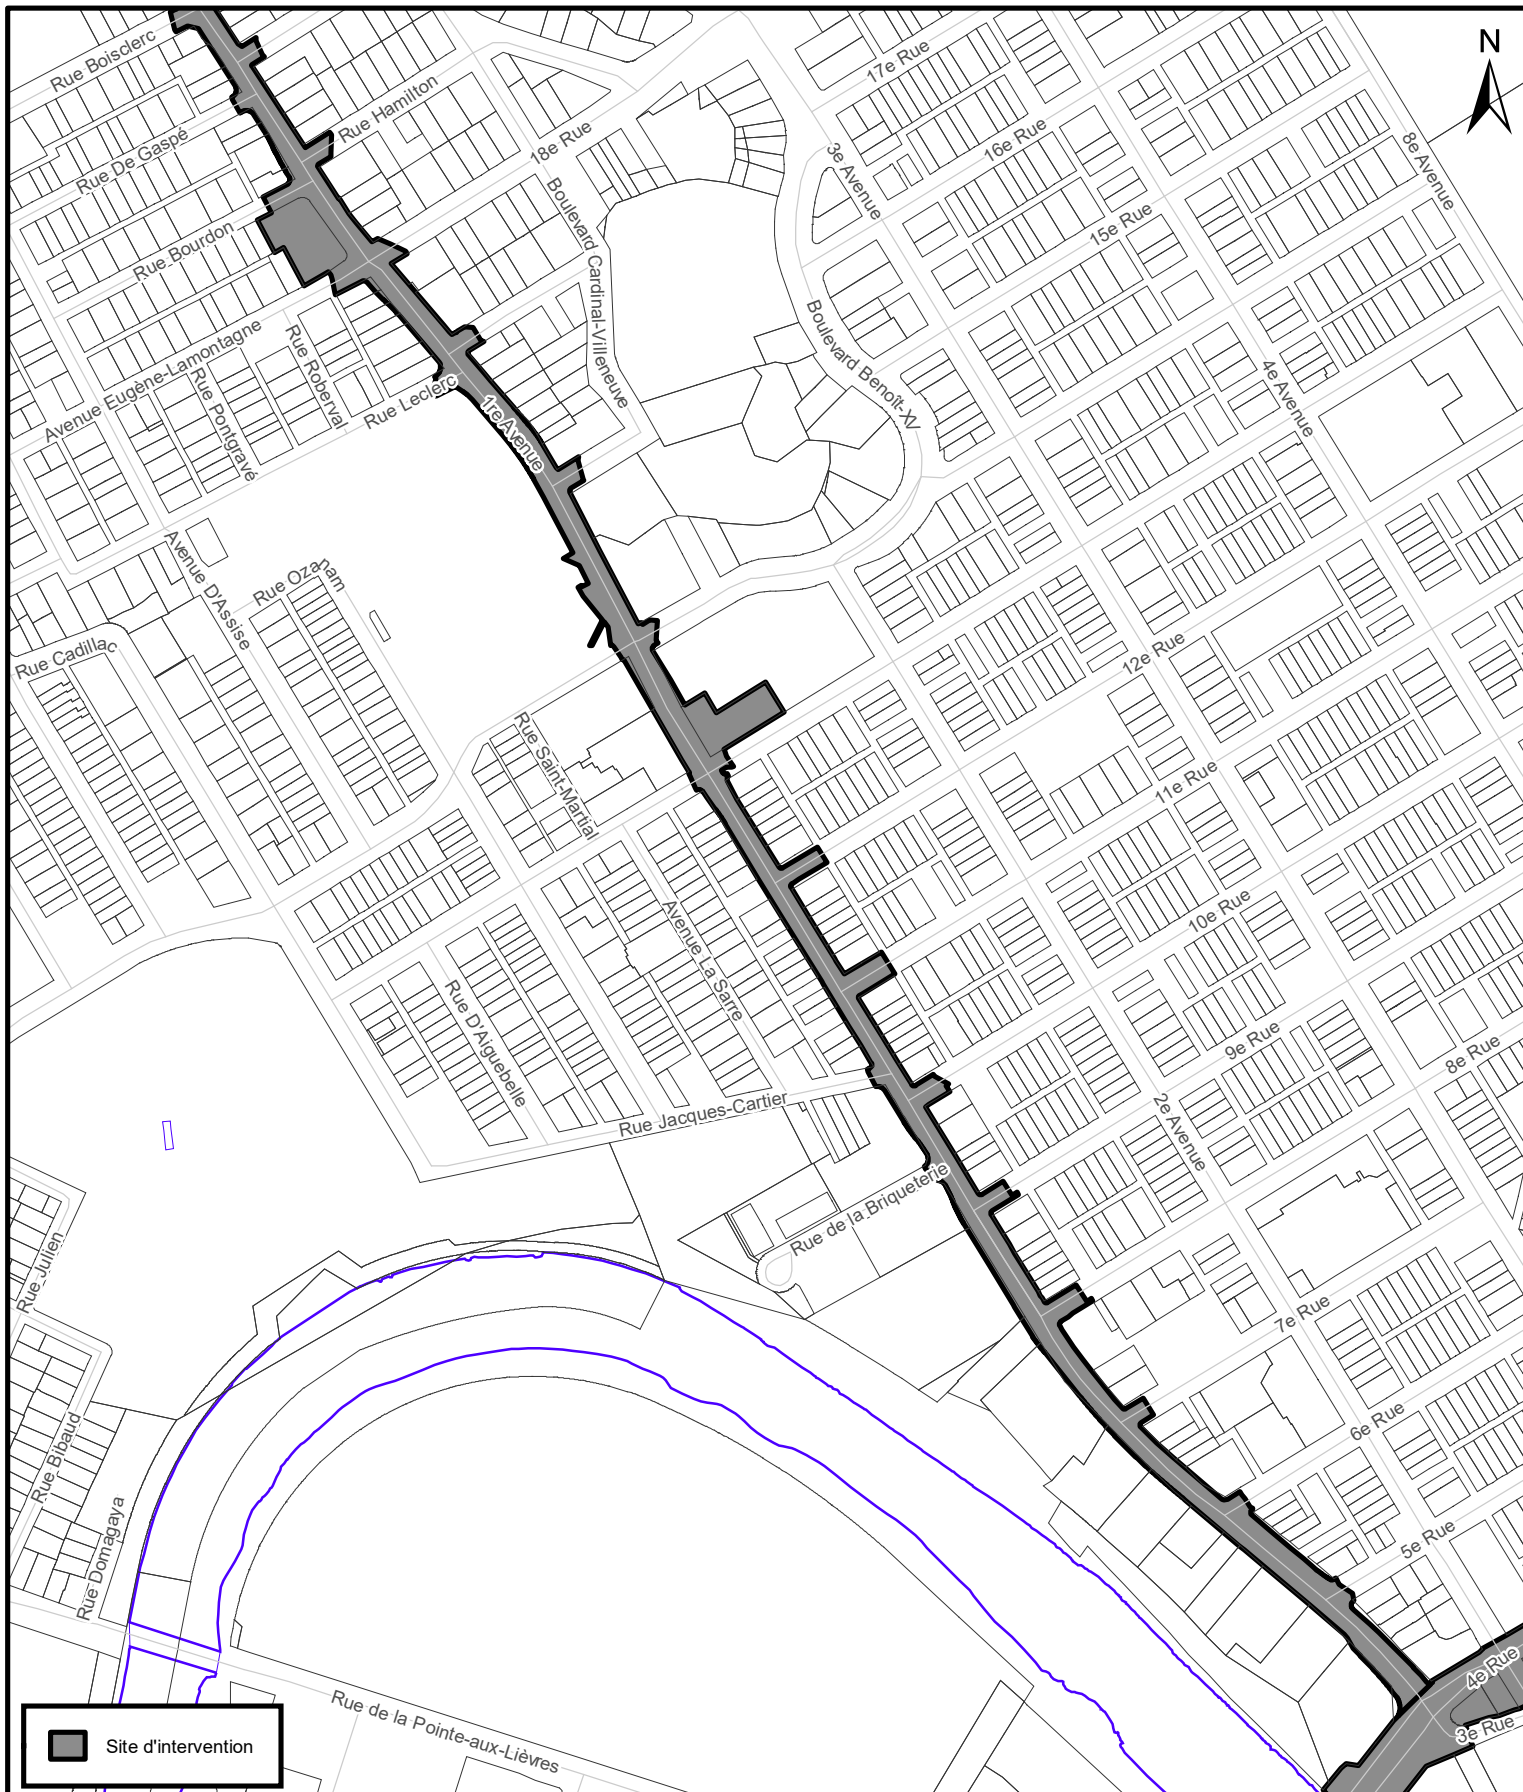 N
Rue Boisclerc
17e Rue
Rue Hamilton
Rue De Gaspé
18e Rue
16e Rue
3e Avenue
8e Avenue
Boulevard Cardinal-Villeneuve
Rue Bourdon
15e Rue
Boulevard Benoît-XV
Avenue Eugène-Lamontagne
Rue Roberval
Rue Pontgravé
Rue Leclerc
1re Avenue
4e Avenue
Avenue D'Assise
Rue Ozanam
Rue Cadillac
12e Rue
Rue Saint-Martial
11e Rue
Avenue La Sarre
10e Rue
Rue D'Aiguebelle
9e Rue
8e Rue
Rue Jacques-Cartier
2e Avenue
Rue de la Briqueterie
Rue Julien
7e Rue
6e Rue
Rue Bibaud
5e Rue
Rue Domagaya
4e Rue
3e Rue
Rue de la Pointe-aux-Lièvres
Site d'intervention